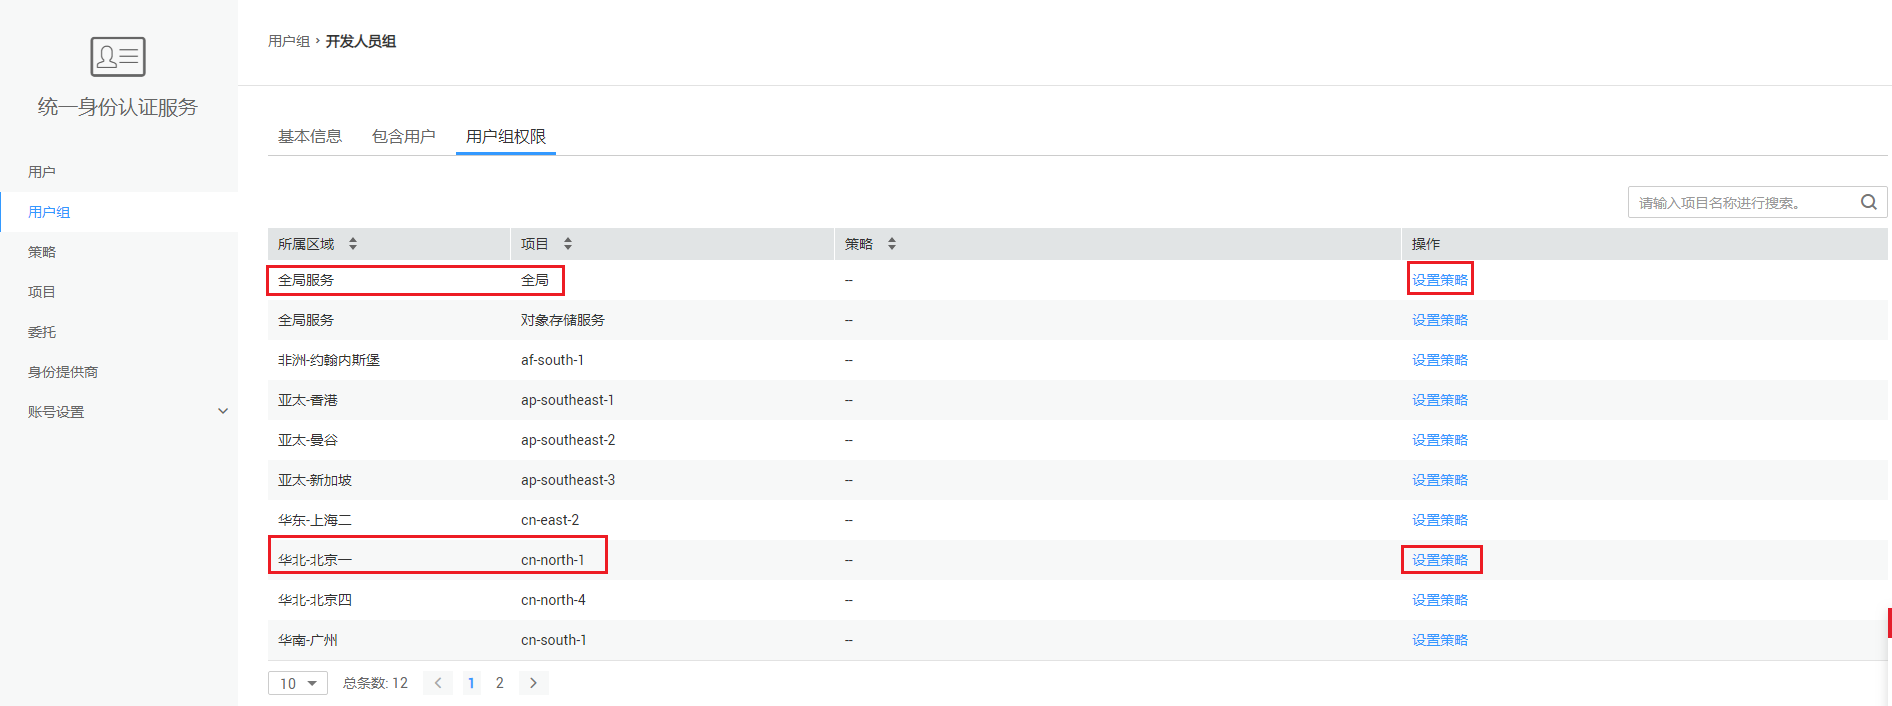 统一身份认证服务
用户
用户组
策略
项目
委托
身份提供商
账号设置
用户组 › 开发人员组
基本信息 包含用户 用户组权限
请输入项目名称进行搜索。
所属区域 项目 策略 操作
全局服务 全局 -- 设置策略
全局服务 对象存储服务 -- 设置策略
非洲-约翰内斯堡 af-south-1 -- 设置策略
亚太-香港 ap-southeast-1 -- 设置策略
亚太-曼谷 ap-southeast-2 -- 设置策略
亚太-新加坡 ap-southeast-3 -- 设置策略
华东-上海二 cn-east-2 -- 设置策略
华北-北京一 cn-north-1 -- 设置策略
华北-北京四 cn-north-4 -- 设置策略
华南-广州 cn-south-1 -- 设置策略
10 总条数: 12 < 1 2 >